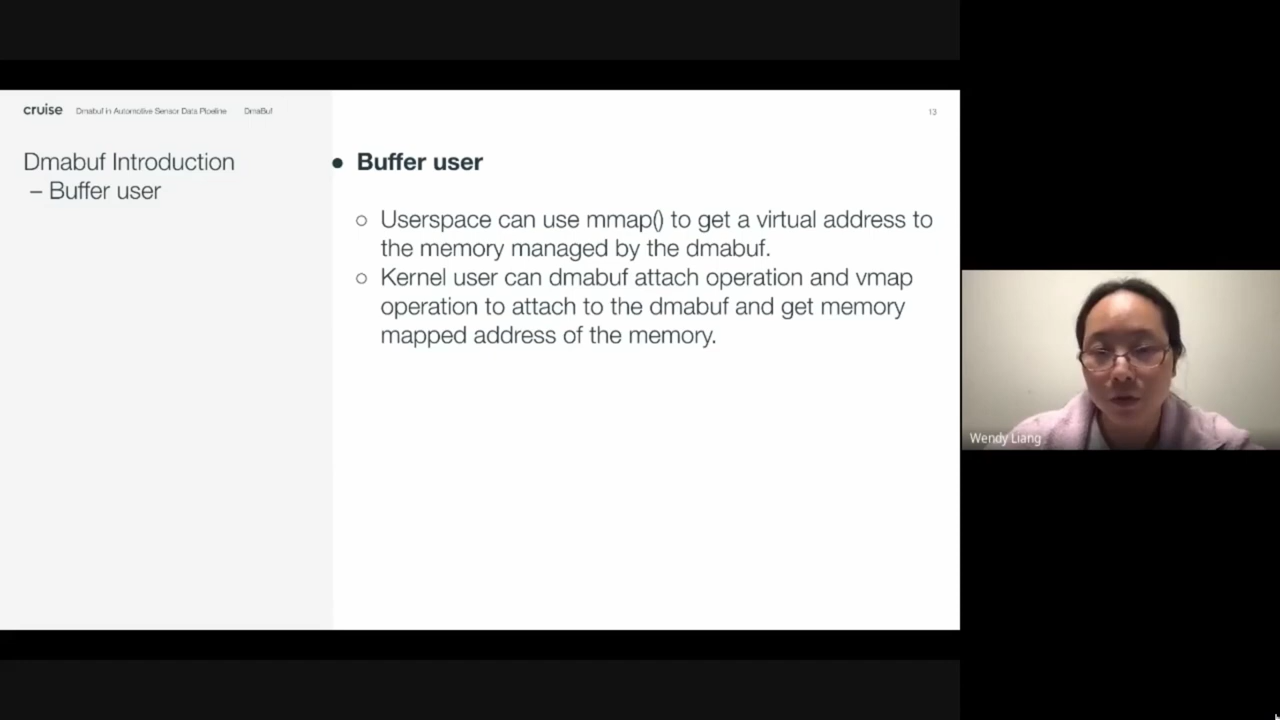 cruise Dmabuf in Automotive Sensor Data Pipeline DmaBuf 13
Dmabuf Introduction
– Buffer user
● Buffer user
○ Userspace can use mmap() to get a virtual address to
the memory managed by the dmabuf.
○ Kernel user can dmabuf attach operation and vmap
operation to attach to the dmabuf and get memory
mapped address of the memory.
Wendy Liang